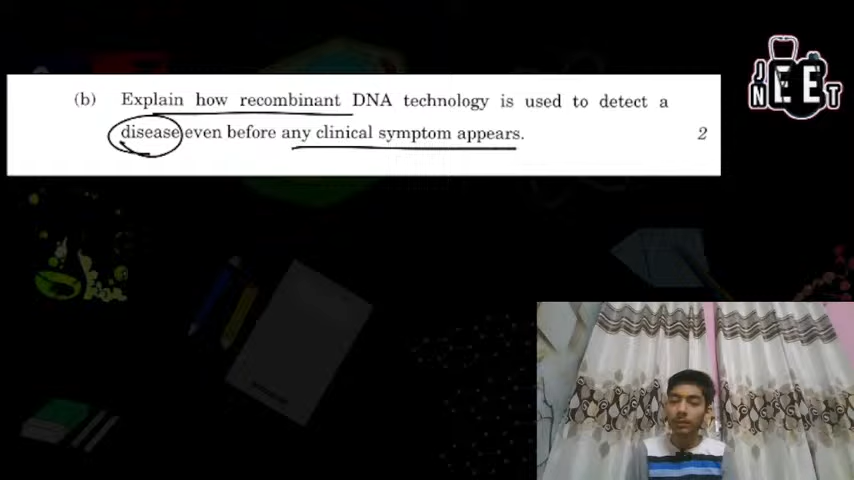 (b) Explain how recombinant DNA technology is used to detect a
disease even before any clinical symptom appears. 2
J
NEET